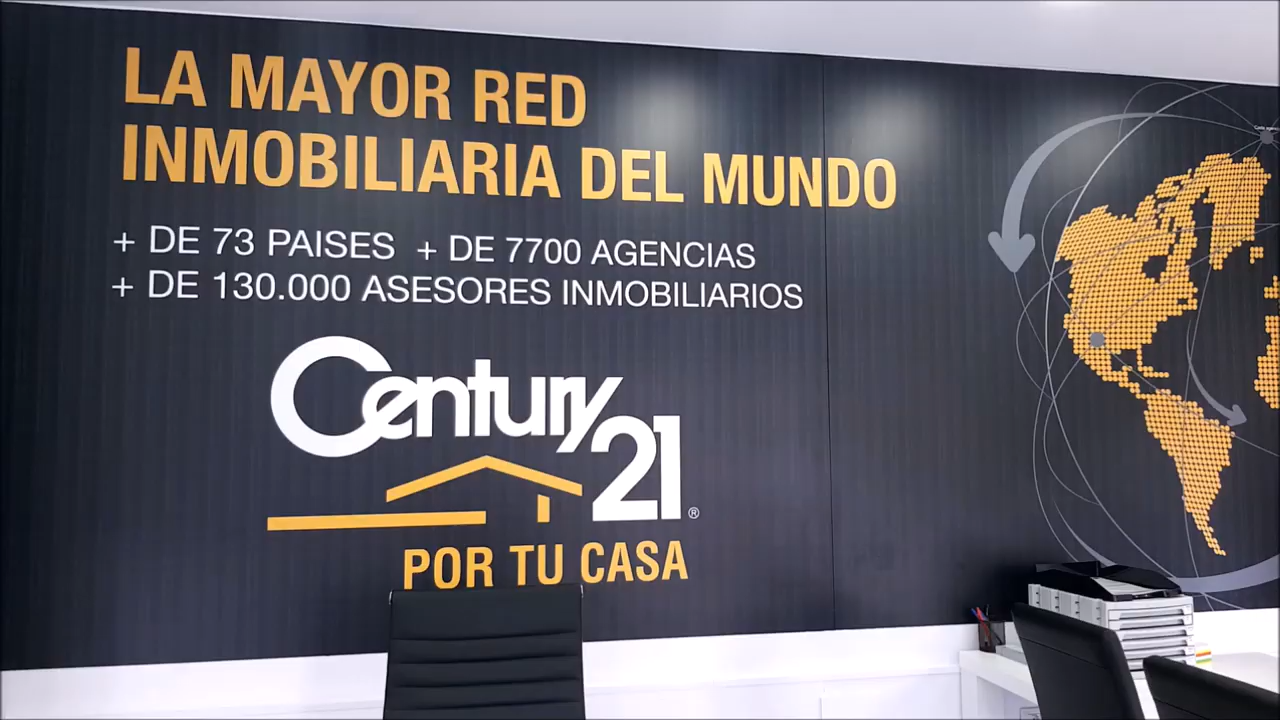 LA MAYOR RED
INMOBILIARIA DEL MUNDO
+ DE 73 PAISES + DE 7700 AGENCIAS
+ DE 130.000 ASESORES INMOBILIARIOS
Century
21®
POR TU CASA